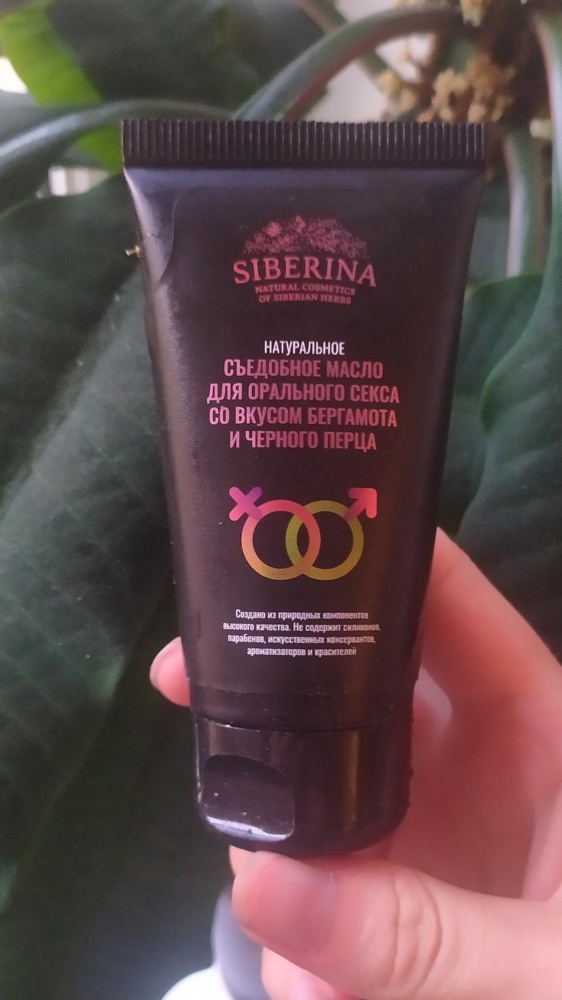 SIBERINA
NATURAL COSMETICS
OF SIBERIAN HERBS
НАТУРАЛЬНОЕ
СЪЕДОБНОЕ МАСЛО
ДЛЯ ОРАЛЬНОГО СЕКСА
СО ВКУСОМ БЕРГАМОТА
И ЧЕРНОГО ПЕРЦА
Создано из природных компонентов
высокого качества. Не содержит силиконов,
парабенов, искусственных консервантов,
ароматизаторов и красителей